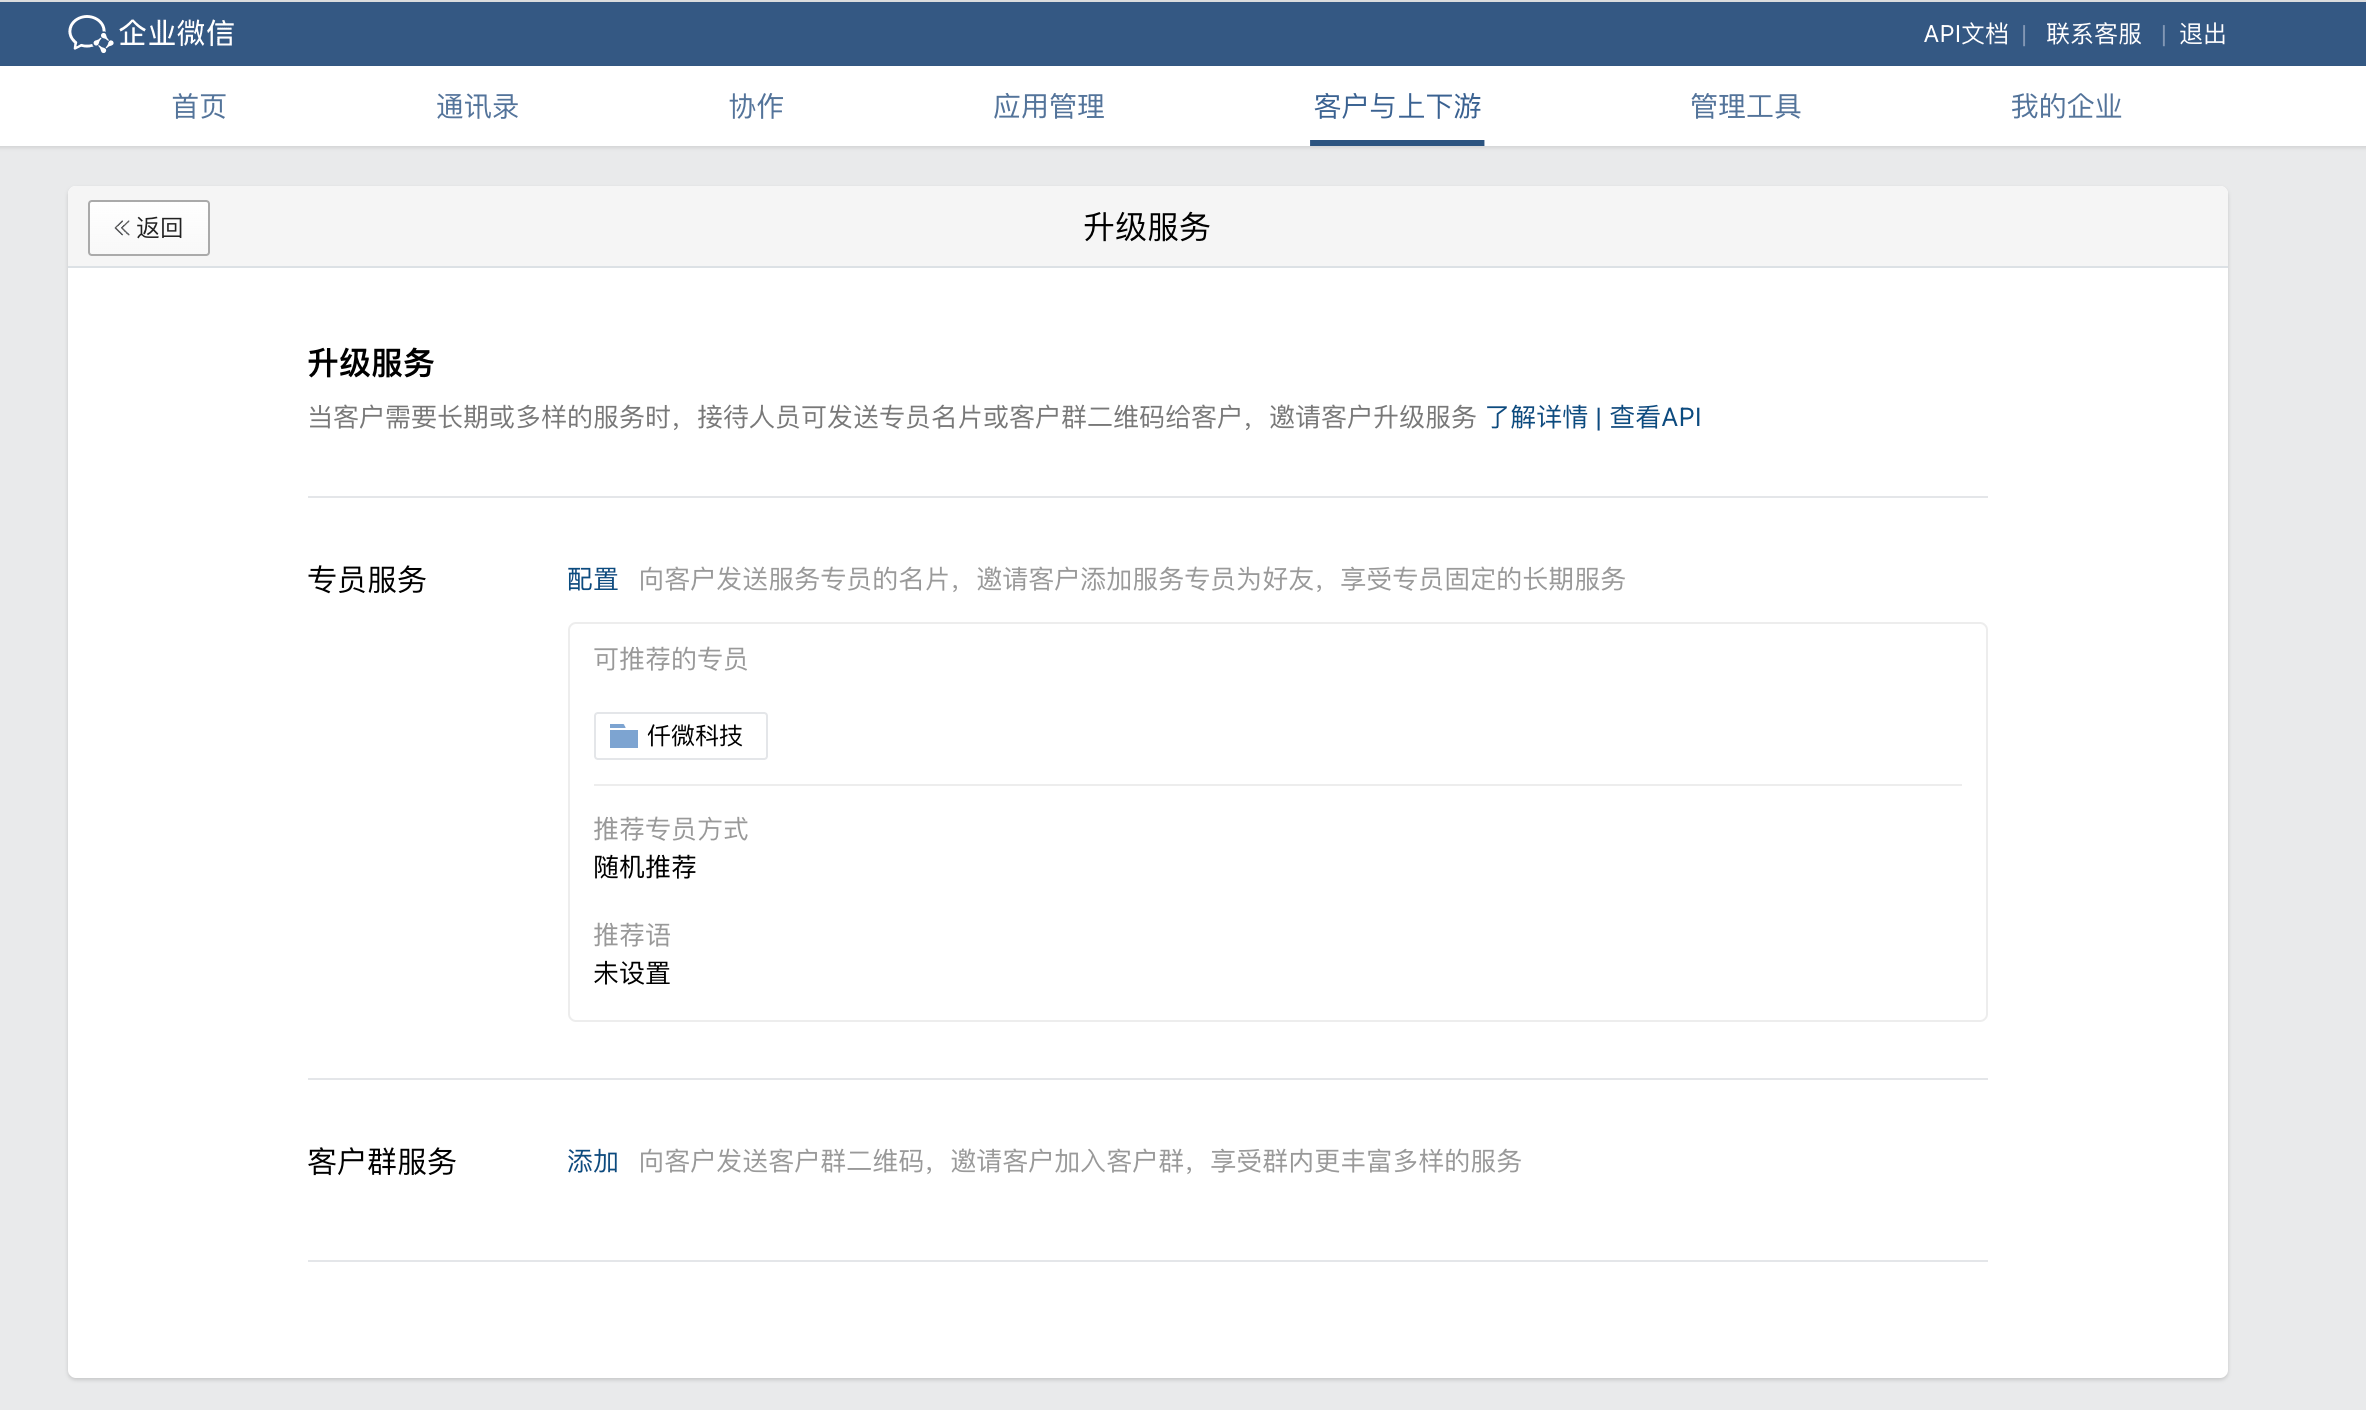 企业微信
API文档 | 联系客服 | 退出
首页 通讯录 协作 应用管理 客户与上下游 管理工具 我的企业
« 返回
升级服务
升级服务
当客户需要长期或多样的服务时，接待人员可发送专员名片或客户群二维码给客户，邀请客户升级服务 了解详情 | 查看API
专员服务 配置 向客户发送服务专员的名片，邀请客户添加服务专员为好友，享受专员固定的长期服务
可推荐的专员
仟微科技
推荐专员方式
随机推荐
推荐语
未设置
客户群服务 添加 向客户发送客户群二维码，邀请客户加入客户群，享受群内更丰富多样的服务